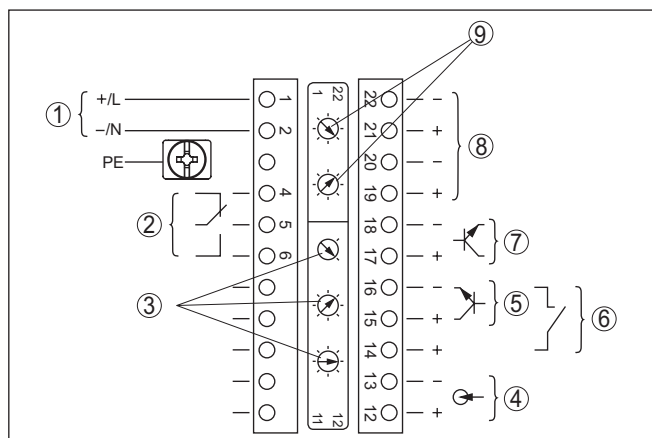 ⑨
1 22
① +/L 1 22 −
−/N 2 21 + ⑧
PE 20 −
4 19 +
② 5 18 − ⑦
6 17 +
③ 16 − ⑤
15 + ⑥
14 +
13 − ④
12 +
11 12